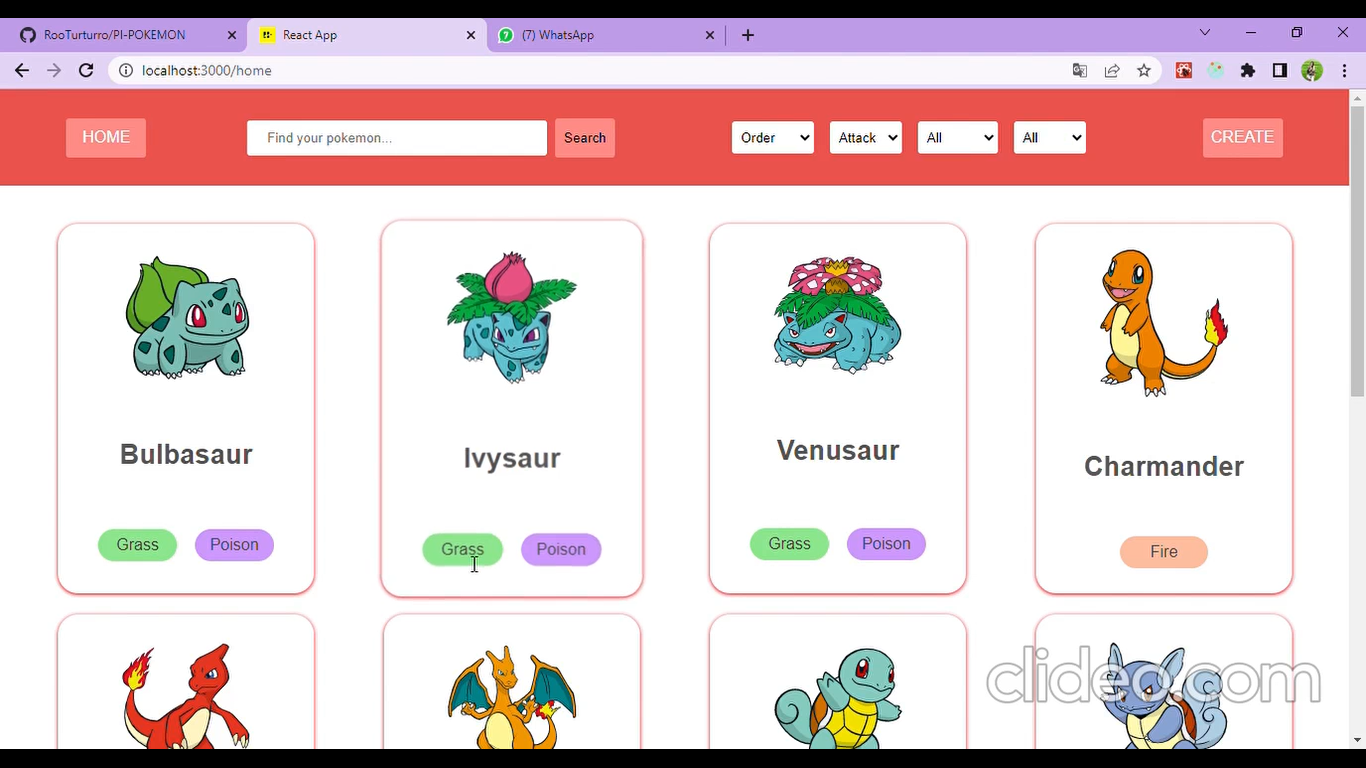 RooTurturro/PI-POKEMON
React App
(7) WhatsApp
localhost:3000/home
HOME
Find your pokemon...
Search
Order
Attack
All
All
CREATE
Bulbasaur
Ivysaur
Venusaur
Charmander
Grass
Poison
Grass
Poison
Grass
Poison
Fire
clideo.com